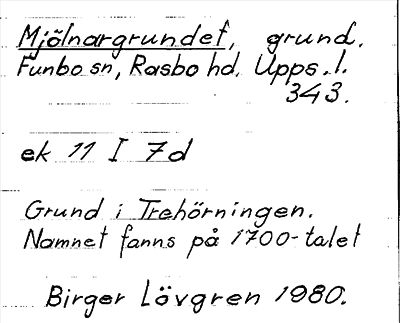 Mjölnargrundet, grund.
Funbo sn, Rasbo hd. Upps. l.
343.
ek 11 I 7d
Grund i Trehörningen.
Namnet fanns på 1700-talet
Birger Lövgren 1980.